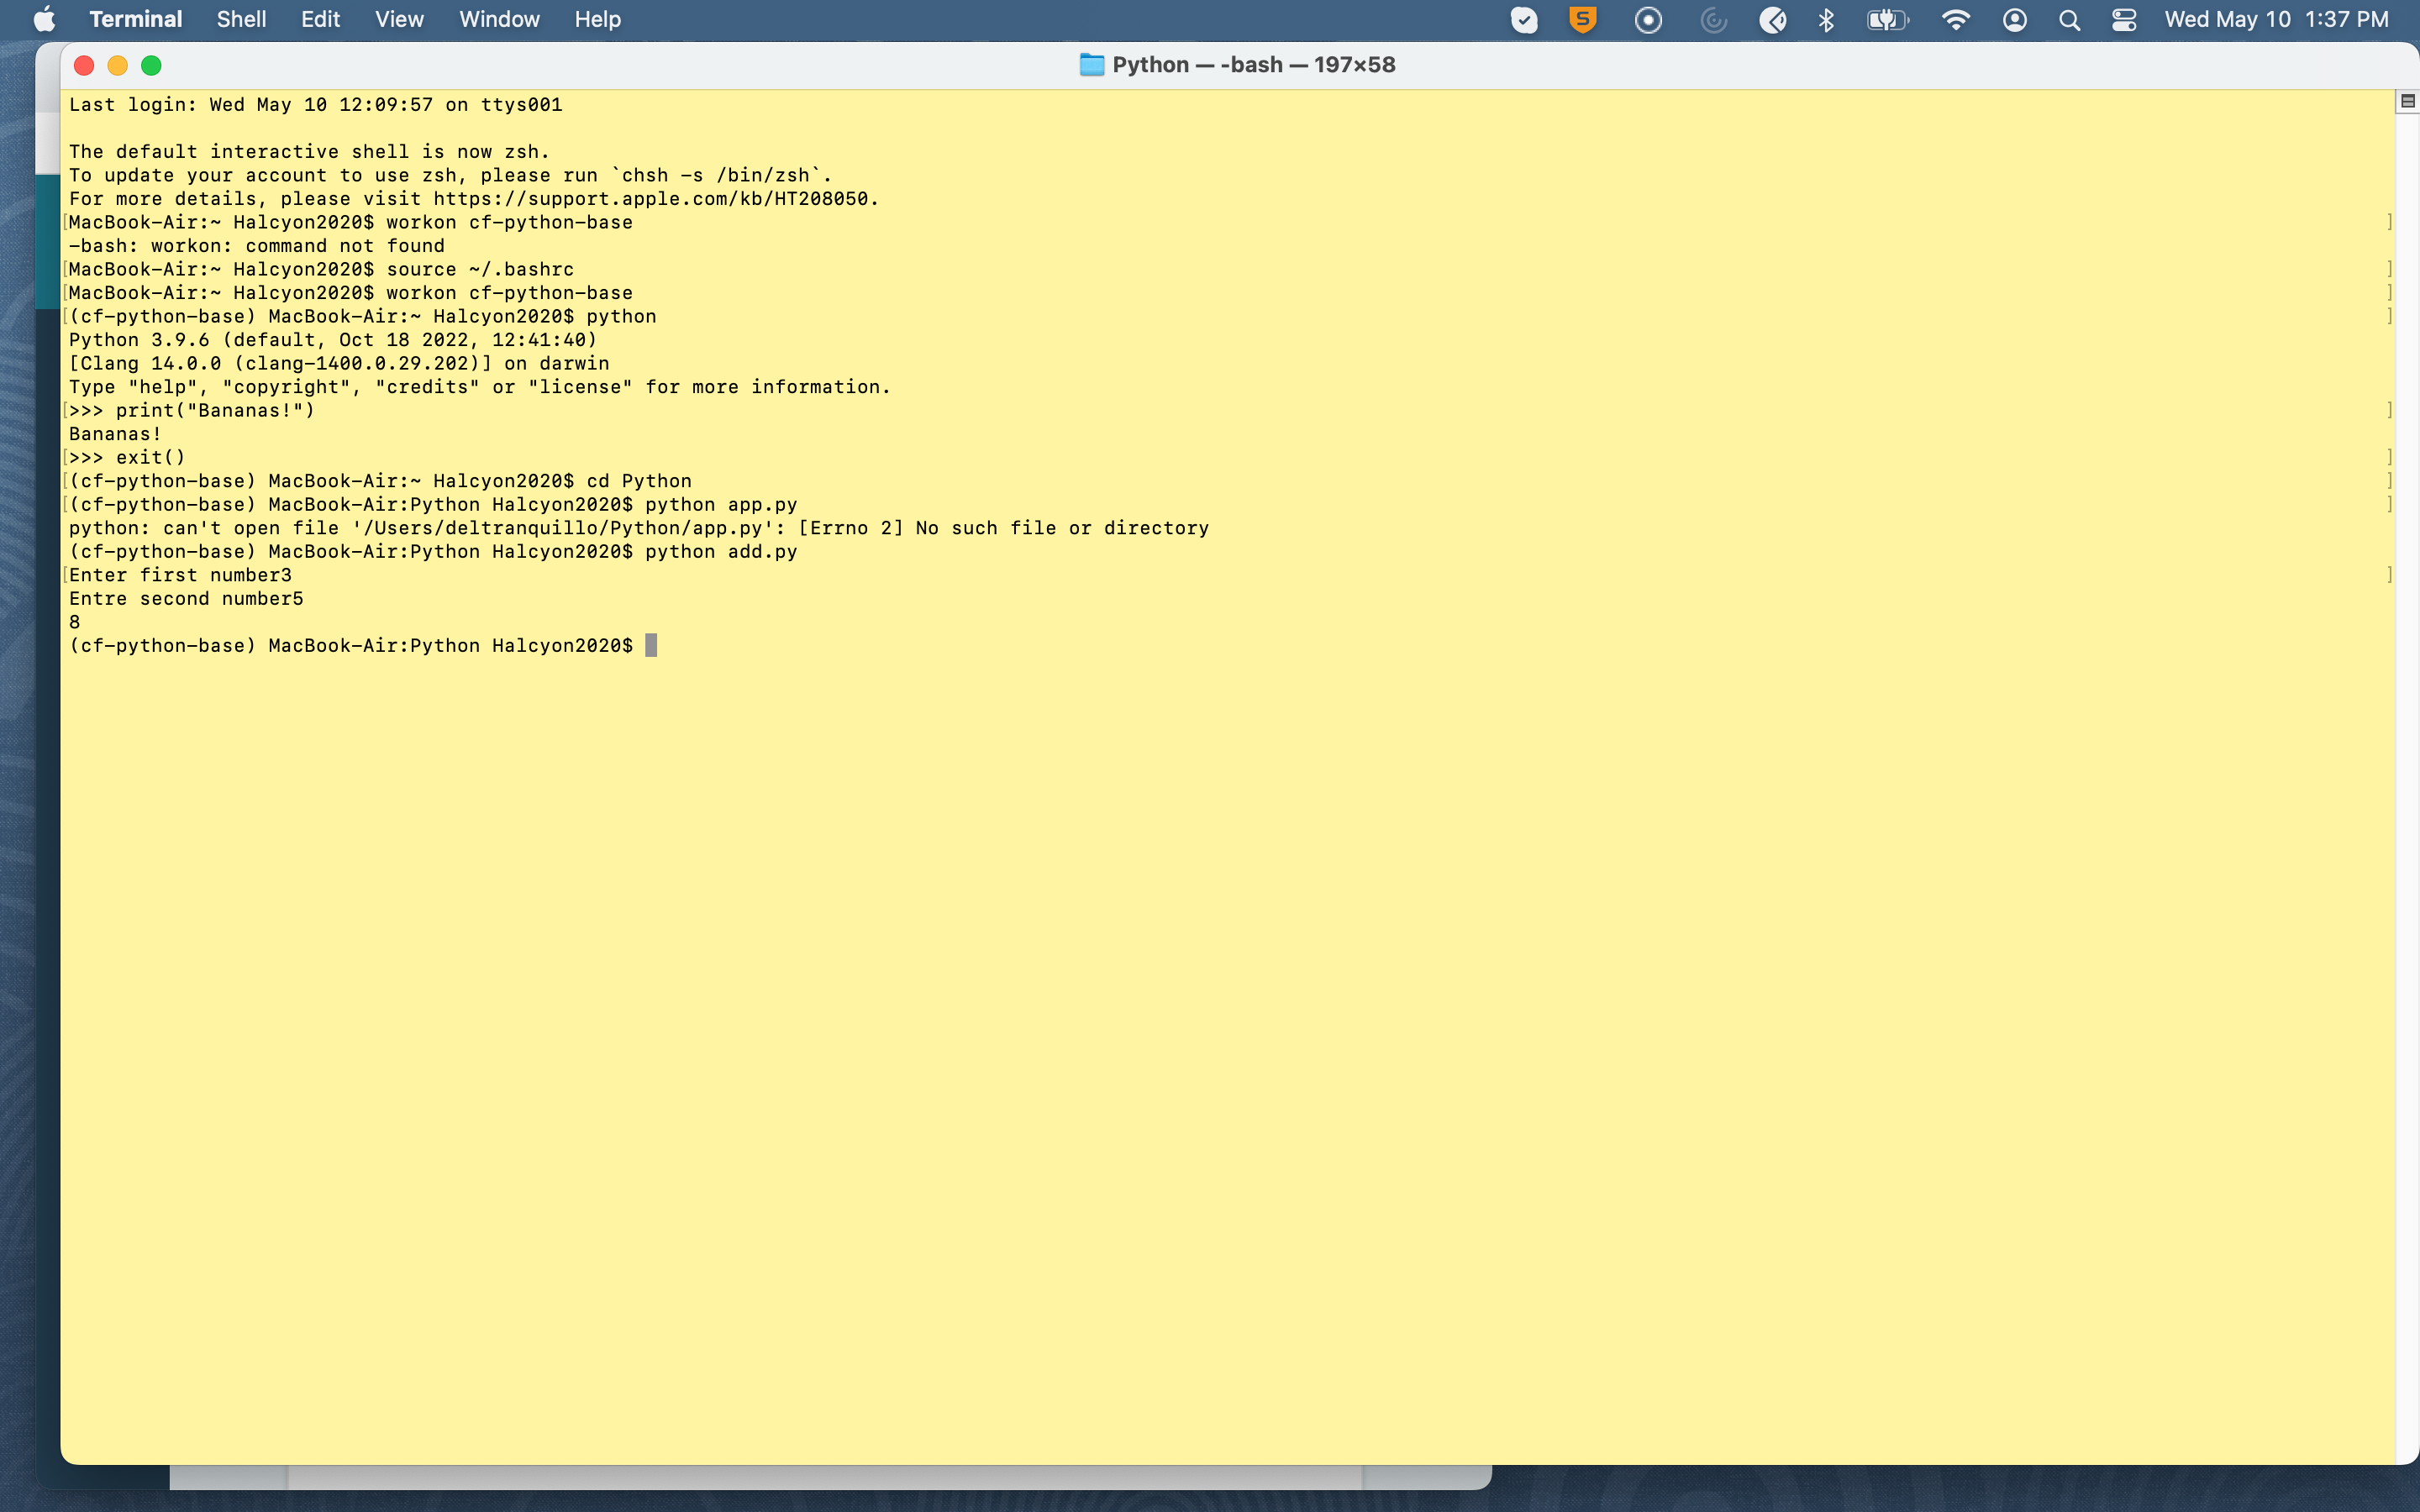 Terminal Shell Edit View Window Help S Wed May 10 1:37 PM
Python — -bash — 197×58
Last login: Wed May 10 12:09:57 on ttys001
The default interactive shell is now zsh.
To update your account to use zsh, please run `chsh -s /bin/zsh`.
For more details, please visit https://support.apple.com/kb/HT208050.
[MacBook-Air:~ Halcyon2020$ workon cf-python-base ]
-bash: workon: command not found
[MacBook-Air:~ Halcyon2020$ source ~/.bashrc ]
[MacBook-Air:~ Halcyon2020$ workon cf-python-base ]
[(cf-python-base) MacBook-Air:~ Halcyon2020$ python ]
Python 3.9.6 (default, Oct 18 2022, 12:41:40)
[Clang 14.0.0 (clang-1400.0.29.202)] on darwin
Type "help", "copyright", "credits" or "license" for more information.
[>>> print("Bananas!") ]
Bananas!
[>>> exit() ]
[(cf-python-base) MacBook-Air:~ Halcyon2020$ cd Python ]
[(cf-python-base) MacBook-Air:Python Halcyon2020$ python app.py ]
python: can't open file '/Users/deltranquillo/Python/app.py': [Errno 2] No such file or directory
(cf-python-base) MacBook-Air:Python Halcyon2020$ python add.py
[Enter first number3 ]
Entre second number5
8
(cf-python-base) MacBook-Air:Python Halcyon2020$